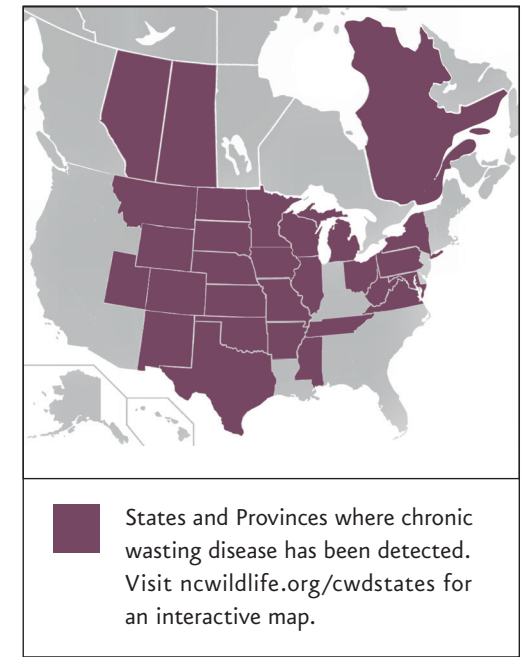 States and Provinces where chronic
wasting disease has been detected.
Visit ncwildlife.org/cwdstates for
an interactive map.